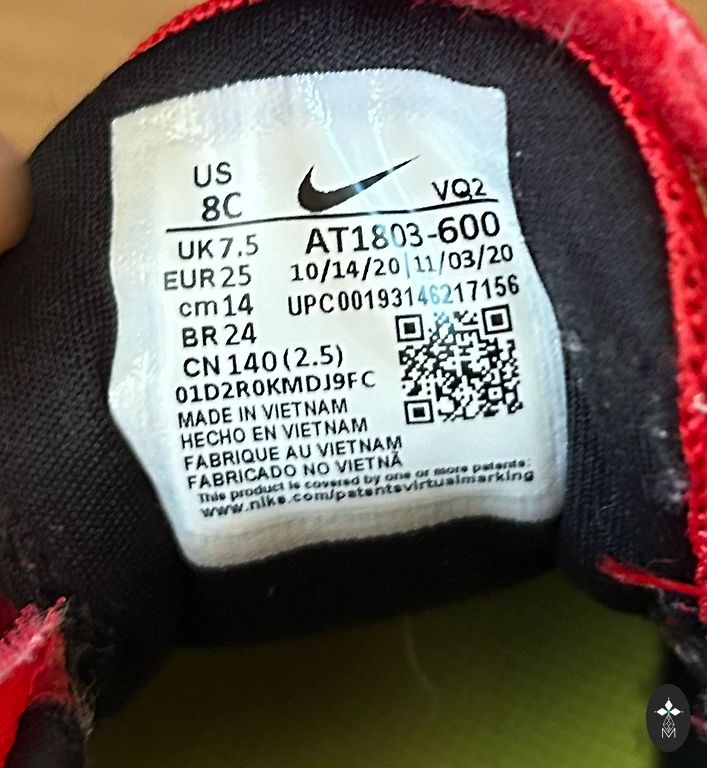 US
8C
VQ2
UK 7.5
AT1803-600
EUR 25
10/14/20 | 11/03/20
cm 14
UPC00193146217156
BR 24
CN 140 (2.5)
01D2R0KMDJ9FC
MADE IN VIETNAM
HECHO EN VIETNAM
FABRIQUE AU VIETNAM
FABRICADO NO VIETNÃ
This product is covered by one or more patents:
www.nike.com/patentsvirtualmarking
M